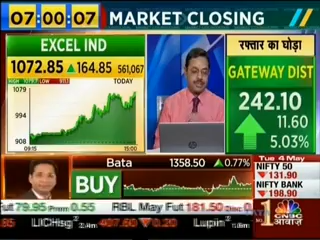 07:00:07
MARKET CLOSING
EXCEL IND
1072.85 ▲164.85 561,067
1079
TODAY
908
09:15 15:00
रफ्तार का घोड़ा
GATEWAY DIST
242.10
11.60
5.03%
Tue 4 May
NIFTY 50
▼131.90
NIFTY BANK
▼198.90
Bata 1358.50 ▲0.77%
BUY
Fut 79.95 Prem 0.55 RBL May Fut 181.50 Disc
LICHsg 407.60 ▼0.20
CNBC
आवाज़